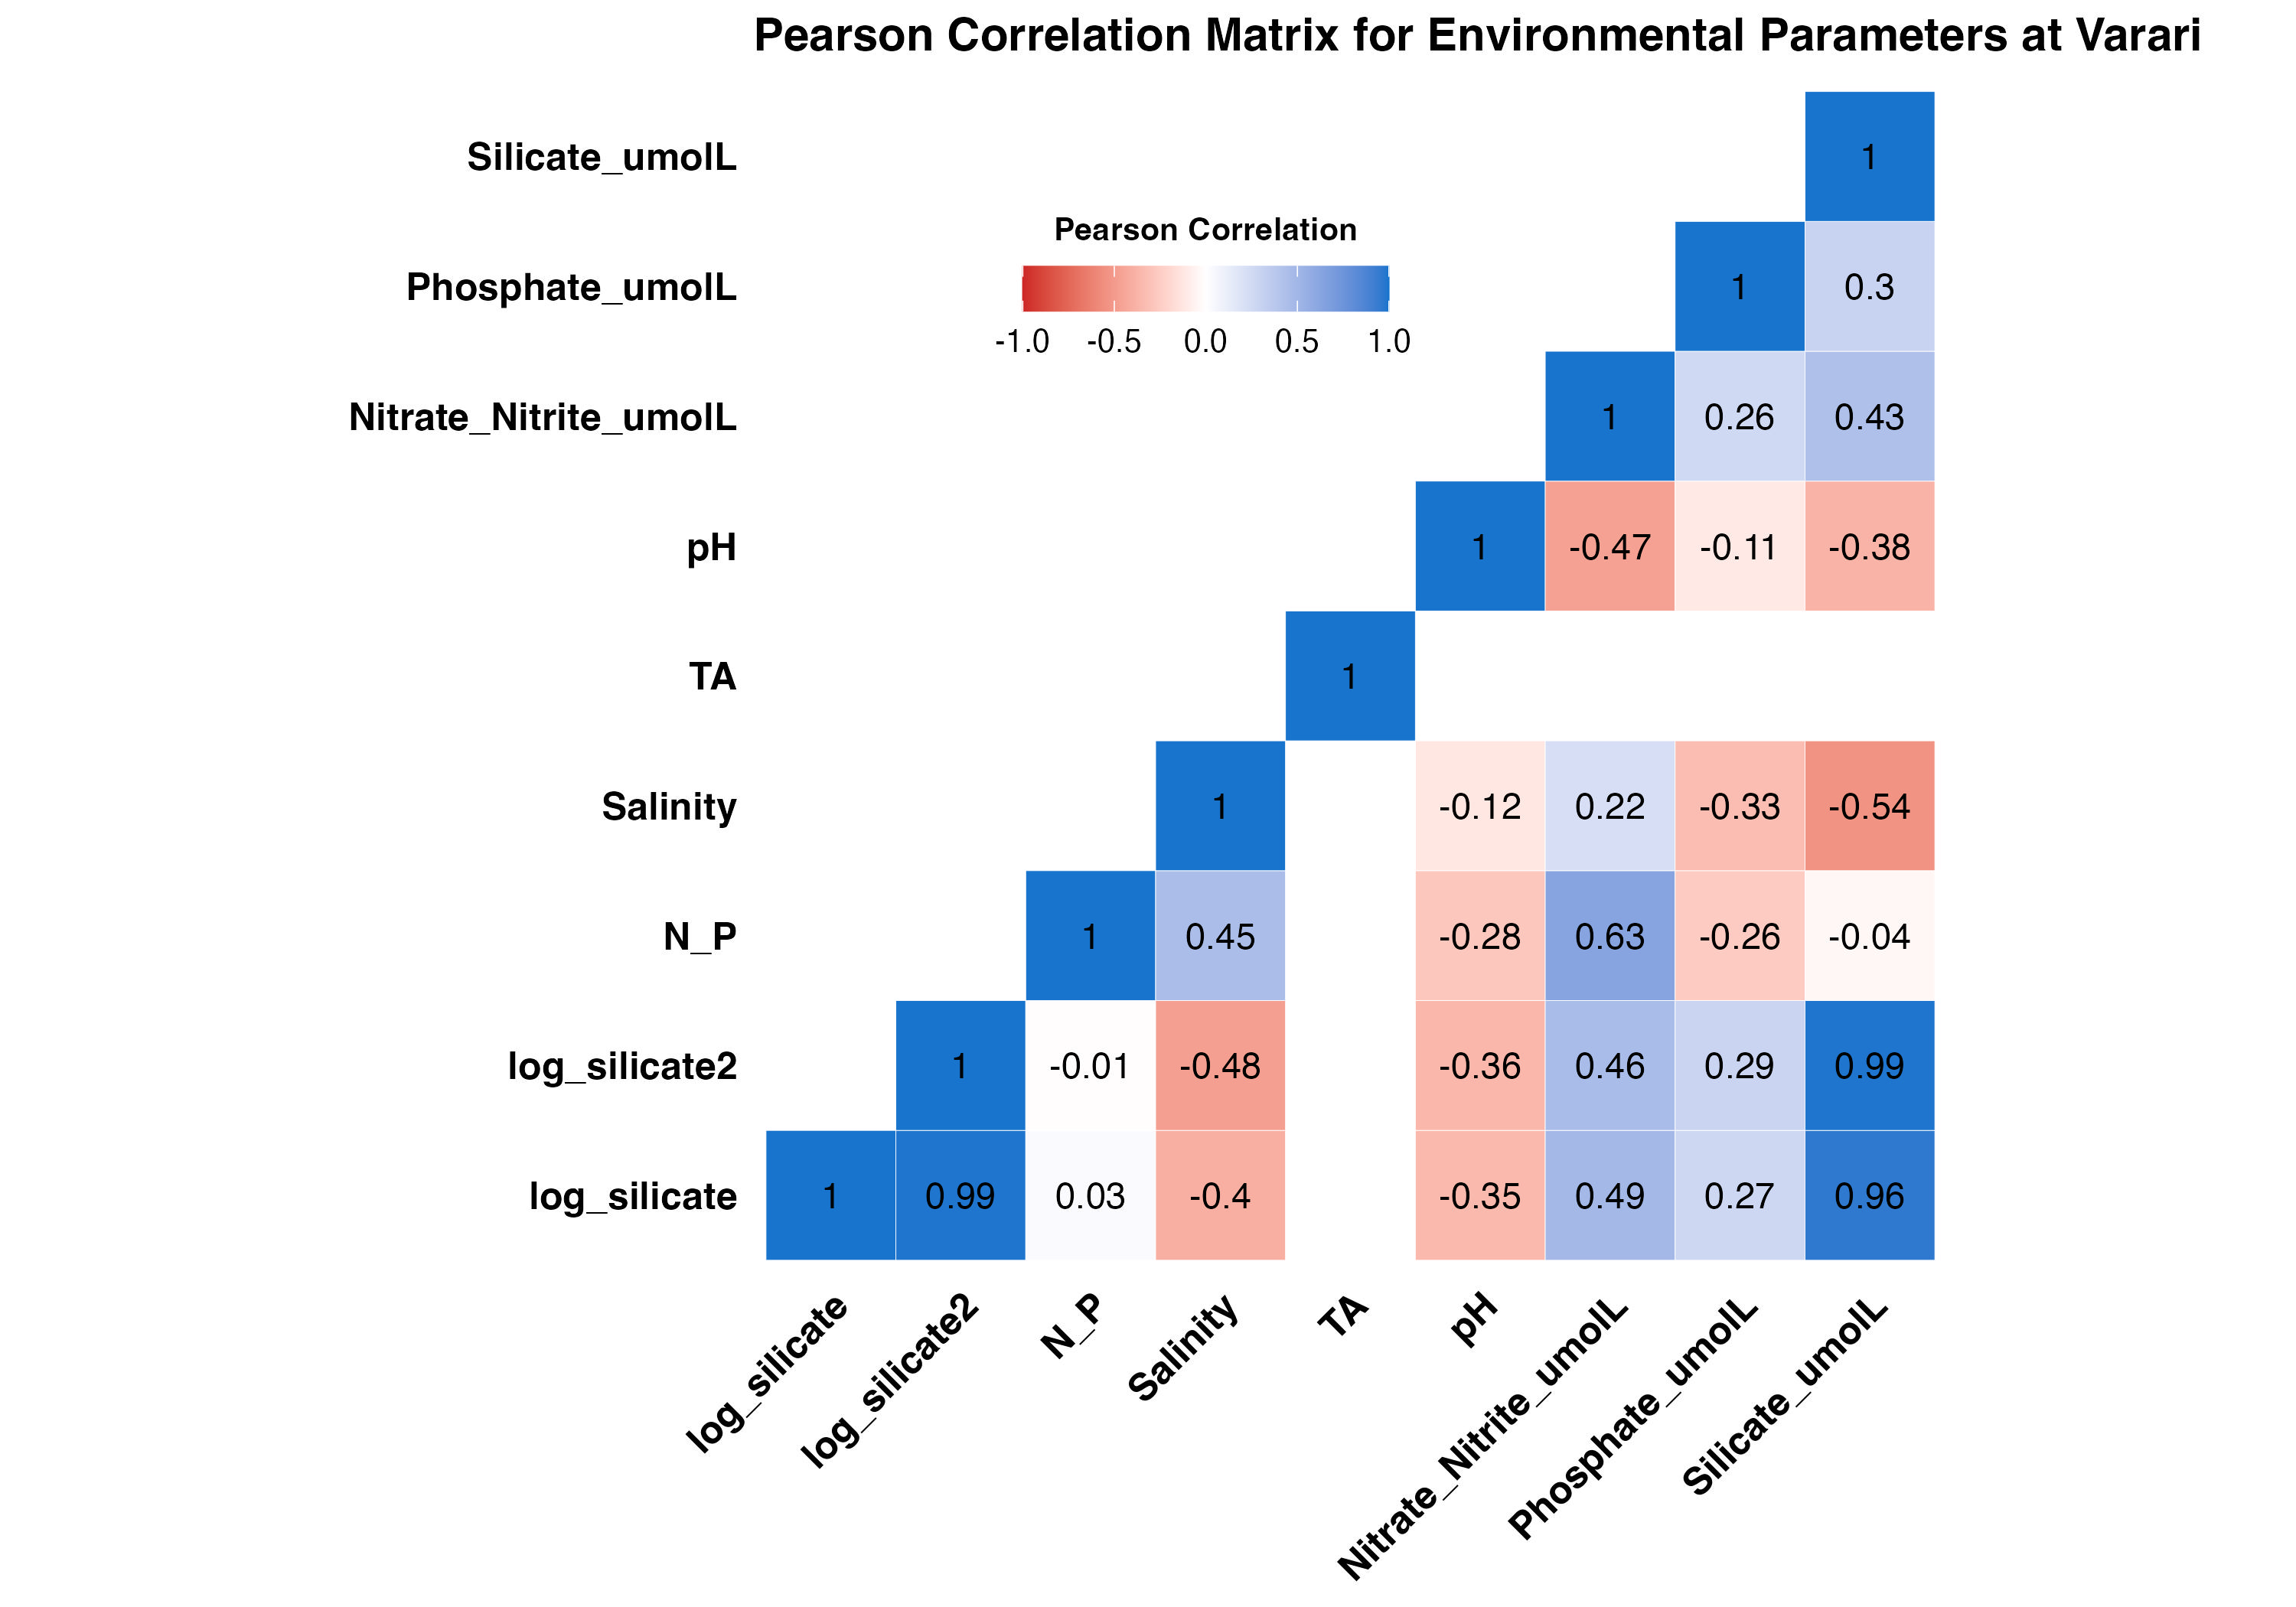 Pearson Correlation Matrix for Environmental Parameters at Varari
Silicate_umolL 1
Pearson Correlation
-1.0 -0.5 0.0 0.5 1.0
Phosphate_umolL 1 0.3
Nitrate_Nitrite_umolL 1 0.26 0.43
pH 1 -0.47 -0.11 -0.38
TA 1
Salinity 1 -0.12 0.22 -0.33 -0.54
N_P 1 0.45 -0.28 0.63 -0.26 -0.04
log_silicate2 1 -0.01 -0.48 -0.36 0.46 0.29 0.99
log_silicate 1 0.99 0.03 -0.4 -0.35 0.49 0.27 0.96
log_silicate
log_silicate2
N_P
Salinity
TA
pH
Nitrate_Nitrite_umolL
Phosphate_umolL
Silicate_umolL